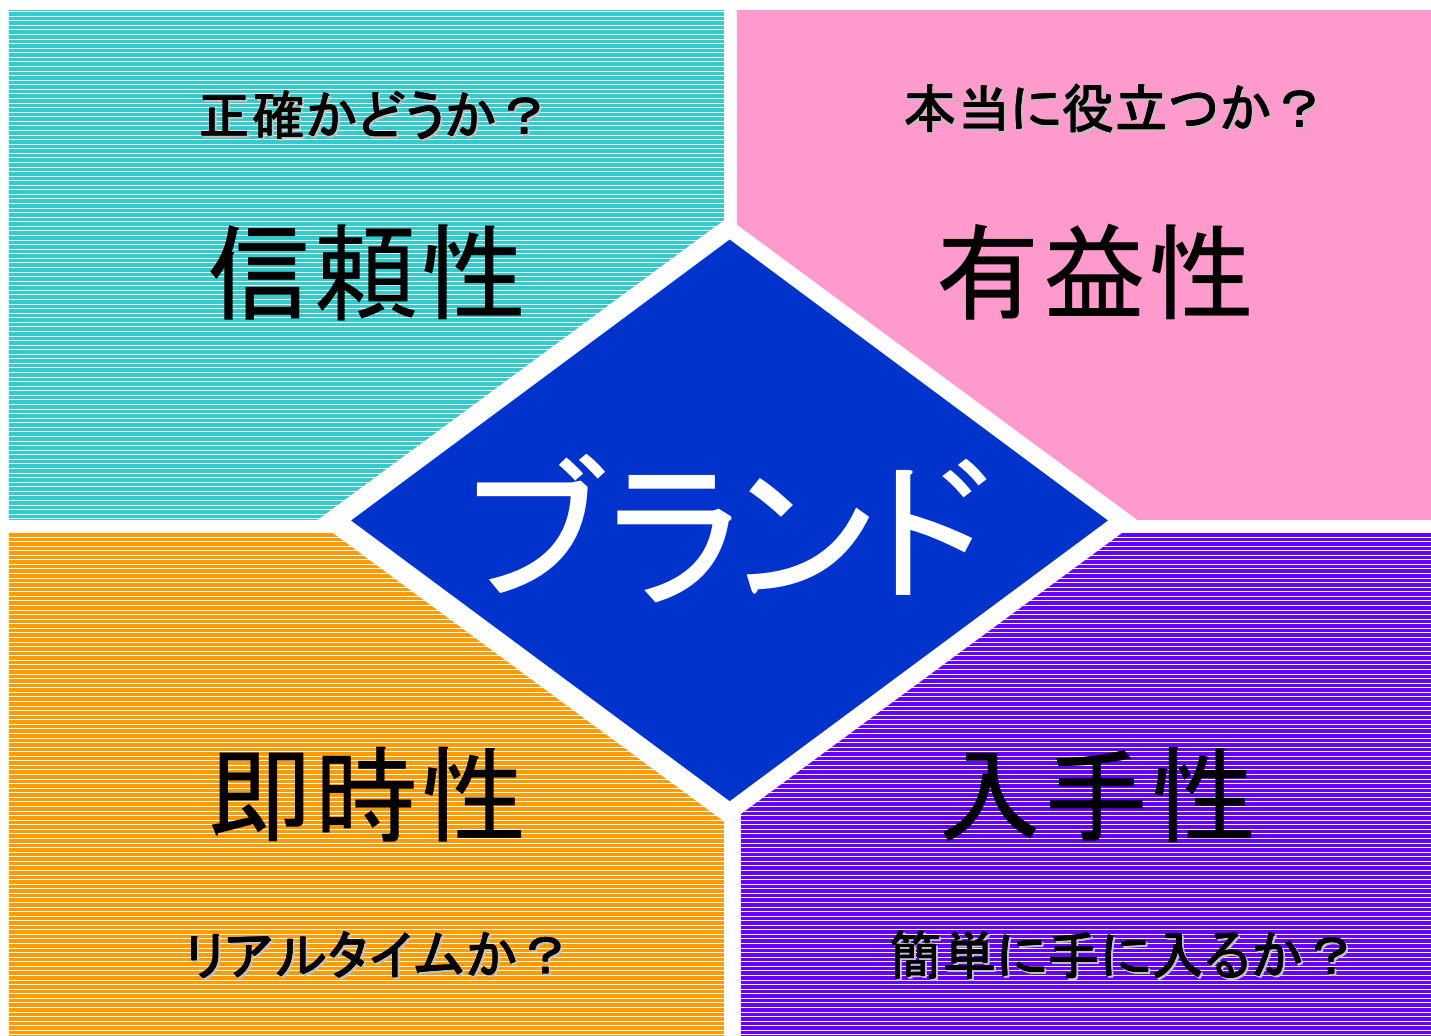 正確かどうか？
信頼性
本当に役立つか？
有益性
ブランド
即時性
リアルタイムか？
入手性
簡単に手に入るか？